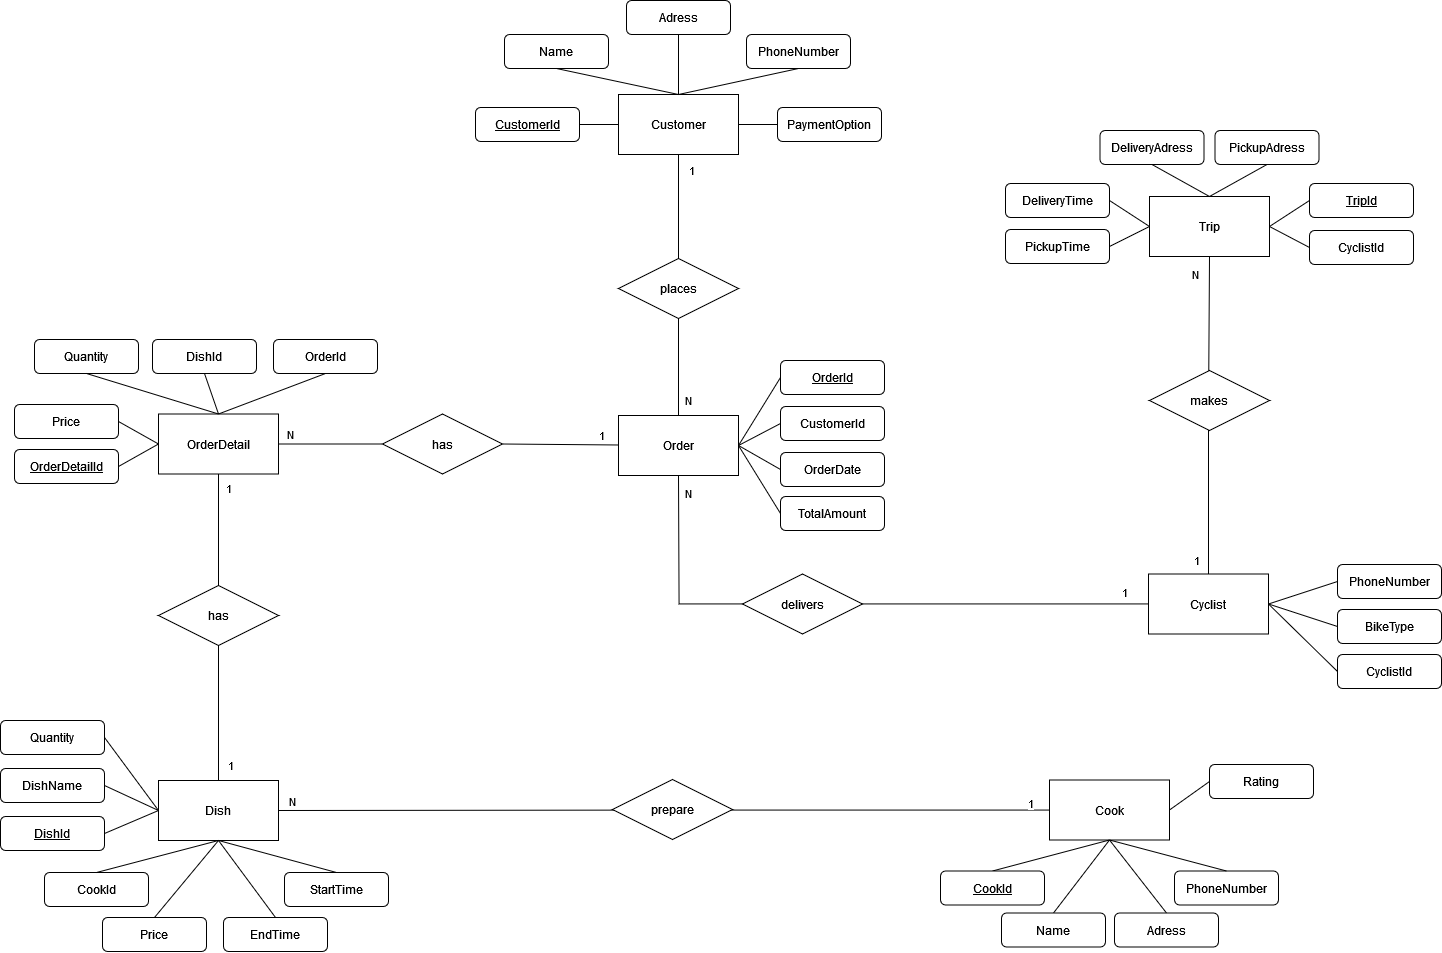 Adress
Name
PhoneNumber
CustomerId
Customer
PaymentOption
1
places
N
DeliveryAdress
PickupAdress
DeliveryTime
TripId
Trip
PickupTime
CyclistId
N
makes
1
Quantity
DishId
OrderId
Price
OrderDetail
OrderDetailId
N
has
1
Order
OrderId
CustomerId
OrderDate
TotalAmount
N
delivers
1
Cyclist
PhoneNumber
BikeType
CyclistId
1
has
1
Quantity
DishName
DishId
Dish
CookId
StartTime
Price
EndTime
N
prepare
1
Cook
Rating
CookId
PhoneNumber
Name
Adress